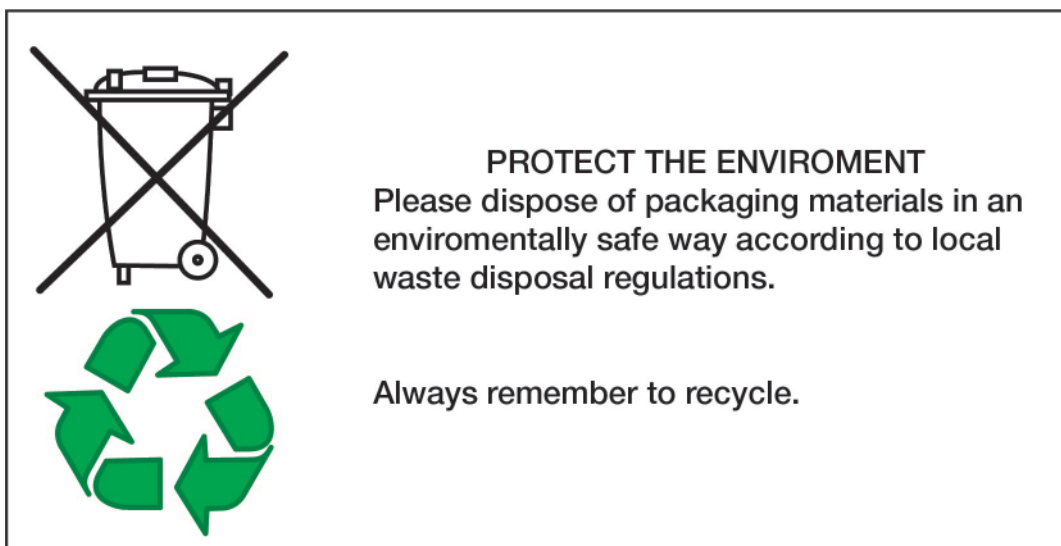 PROTECT THE ENVIROMENT
Please dispose of packaging materials in an
enviromentally safe way according to local
waste disposal regulations.
Always remember to recycle.